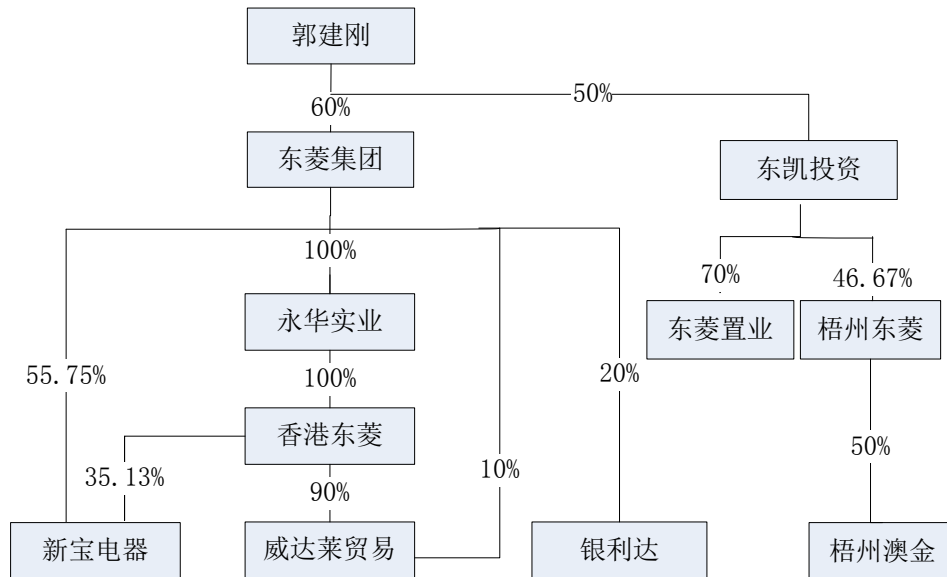 郭建刚
50%
60%
东菱集团
东凯投资
100%
70%
46.67%
永华实业
东菱置业
梧州东菱
55.75%
100%
20%
香港东菱
50%
35.13%
90%
10%
新宝电器
威达莱贸易
银利达
梧州澳金